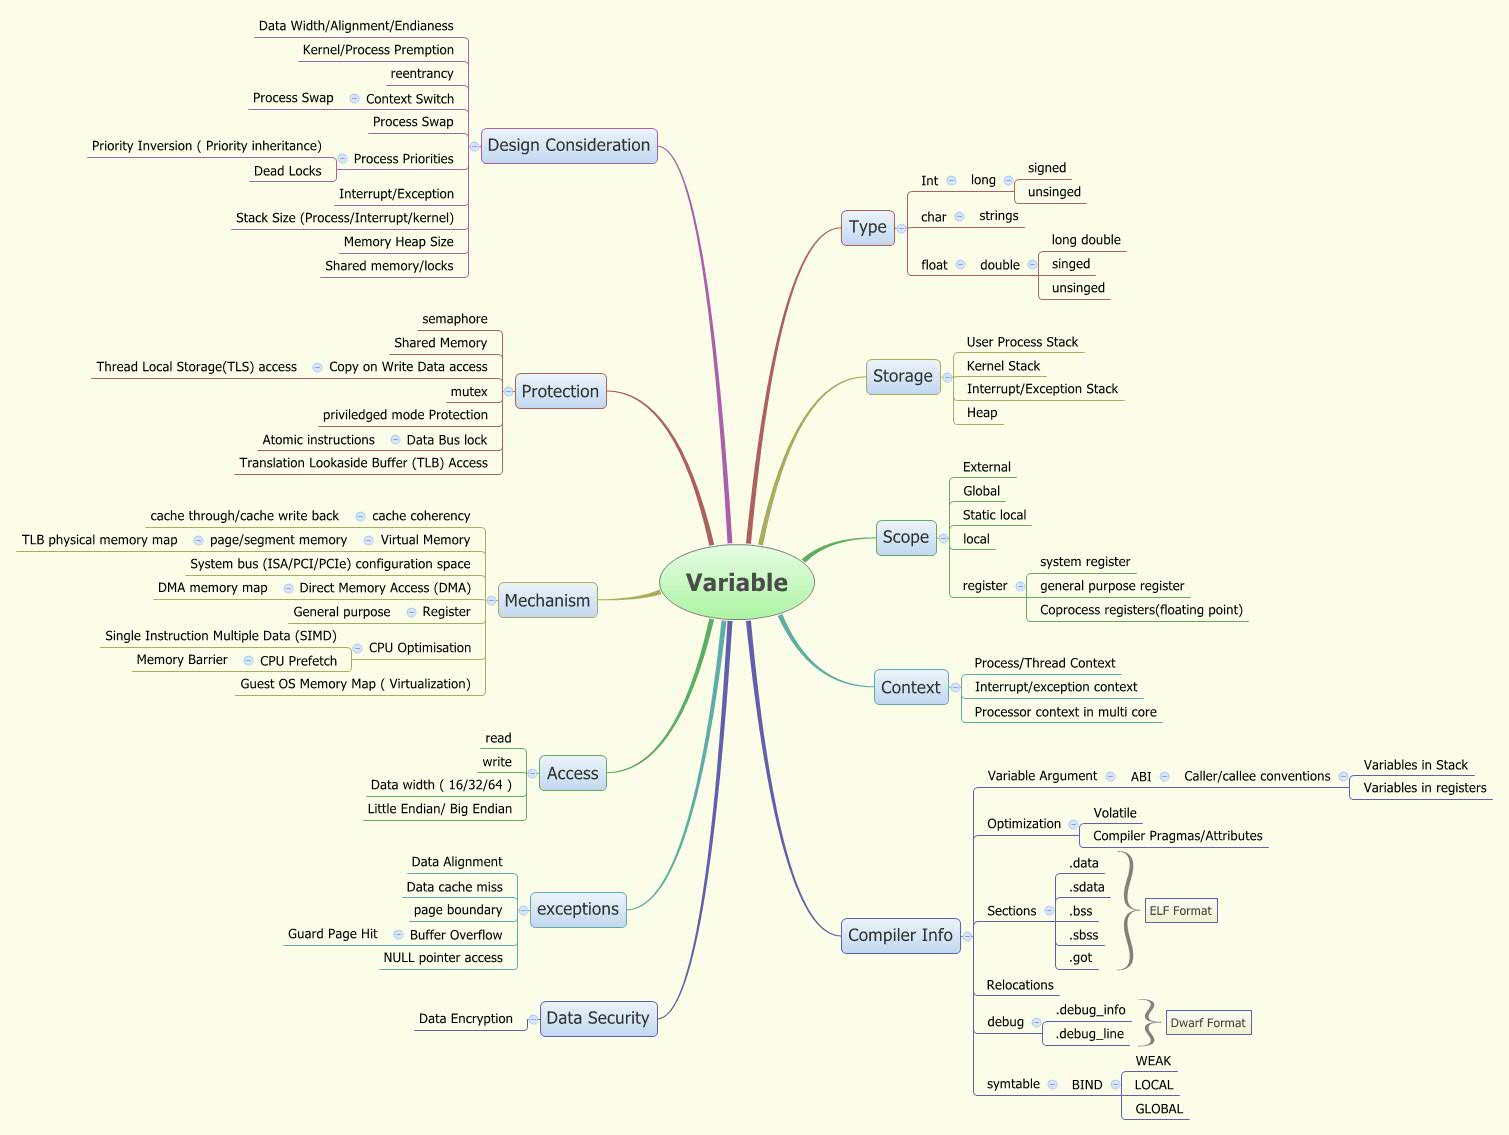 Variable
Design Consideration
Data Width/Alignment/Endianess
Kernel/Process Premption
reentrancy
Context Switch
Process Swap
Process Swap
Process Priorities
Priority Inversion ( Priority inheritance)
Dead Locks
Interrupt/Exception
Stack Size (Process/Interrupt/kernel)
Memory Heap Size
Shared memory/locks
Protection
semaphore
Shared Memory
Copy on Write Data access
Thread Local Storage(TLS) access
mutex
priviledged mode Protection
Data Bus lock
Atomic instructions
Translation Lookaside Buffer (TLB) Access
Mechanism
cache coherency
cache through/cache write back
Virtual Memory
page/segment memory
TLB physical memory map
System bus (ISA/PCI/PCIe) configuration space
Direct Memory Access (DMA)
DMA memory map
Register
General purpose
CPU Optimisation
Single Instruction Multiple Data (SIMD)
CPU Prefetch
Memory Barrier
Guest OS Memory Map ( Virtualization)
Access
read
write
Data width ( 16/32/64 )
Little Endian/ Big Endian
exceptions
Data Alignment
Data cache miss
page boundary
Buffer Overflow
Guard Page Hit
NULL pointer access
Data Security
Data Encryption
Type
Int
long
signed
unsinged
char
strings
float
double
long double
singed
unsinged
Storage
User Process Stack
Kernel Stack
Interrupt/Exception Stack
Heap
Scope
External
Global
Static local
local
register
system register
general purpose register
Coprocess registers(floating point)
Context
Process/Thread Context
Interrupt/exception context
Processor context in multi core
Compiler Info
Variable Argument
ABI
Caller/callee conventions
Variables in Stack
Variables in registers
Optimization
Volatile
Compiler Pragmas/Attributes
Sections
.data
.sdata
.bss
.sbss
.got
ELF Format
Relocations
debug
.debug_info
.debug_line
Dwarf Format
symtable
BIND
WEAK
LOCAL
GLOBAL